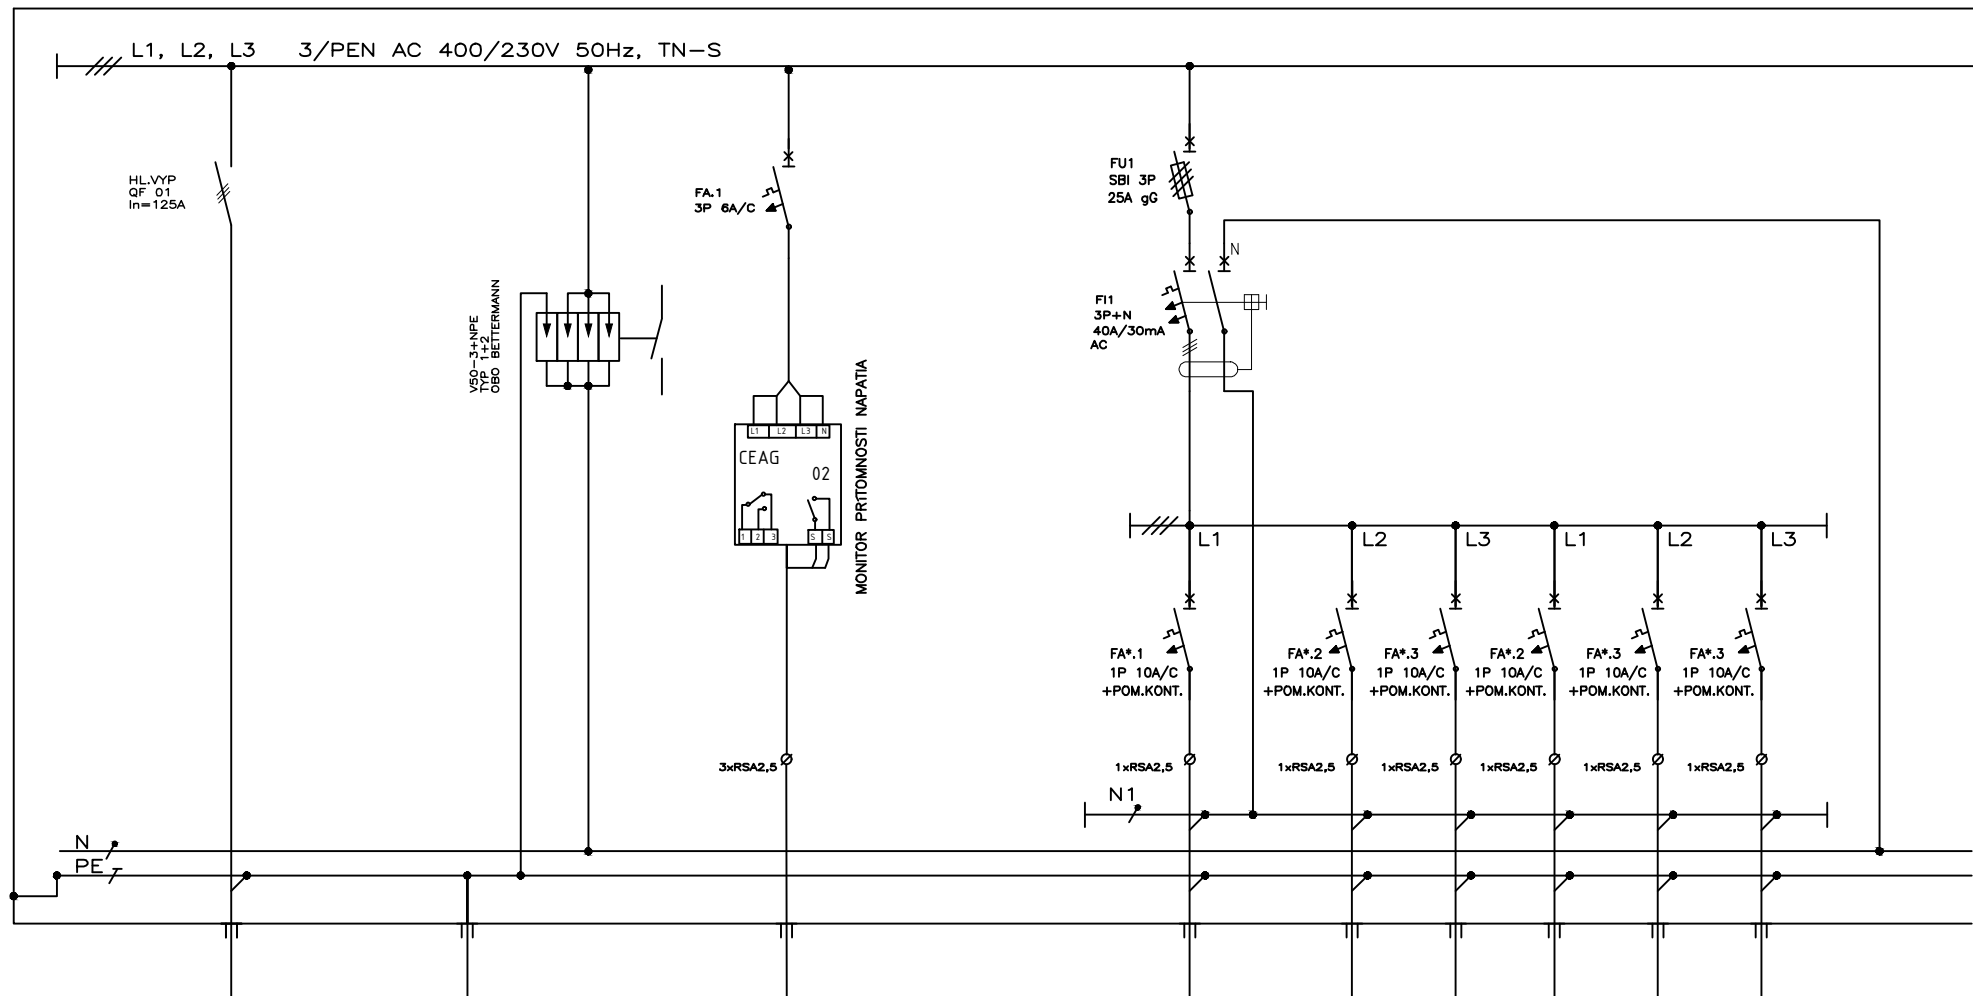 L1, L2, L3 3/PEN AC 400/230V 50Hz, TN-S
HL.VYP
QF 01
In=125A
V50-3+NPE
TYP 1+2
OBO BETTERMANN
FA.1
3P 6A/C
L1 L2 L3 N
CEAG
02
1 2 3 S S
MONITOR PRÍTOMNOSTI NAPATIA
3xRSA2,5
FU1
SBI 3P
25A gG
N
FI1
3P+N
40A/30mA
AC
L1 L2 L3 L1 L2 L3
FA*.1
1P 10A/C
+POM.KONT.
FA*.2
1P 10A/C
+POM.KONT.
FA*.3
1P 10A/C
+POM.KONT.
FA*.2
1P 10A/C
+POM.KONT.
FA*.3
1P 10A/C
+POM.KONT.
FA*.3
1P 10A/C
+POM.KONT.
1xRSA2,5 1xRSA2,5 1xRSA2,5 1xRSA2,5 1xRSA2,5 1xRSA2,5
N1
N
PE